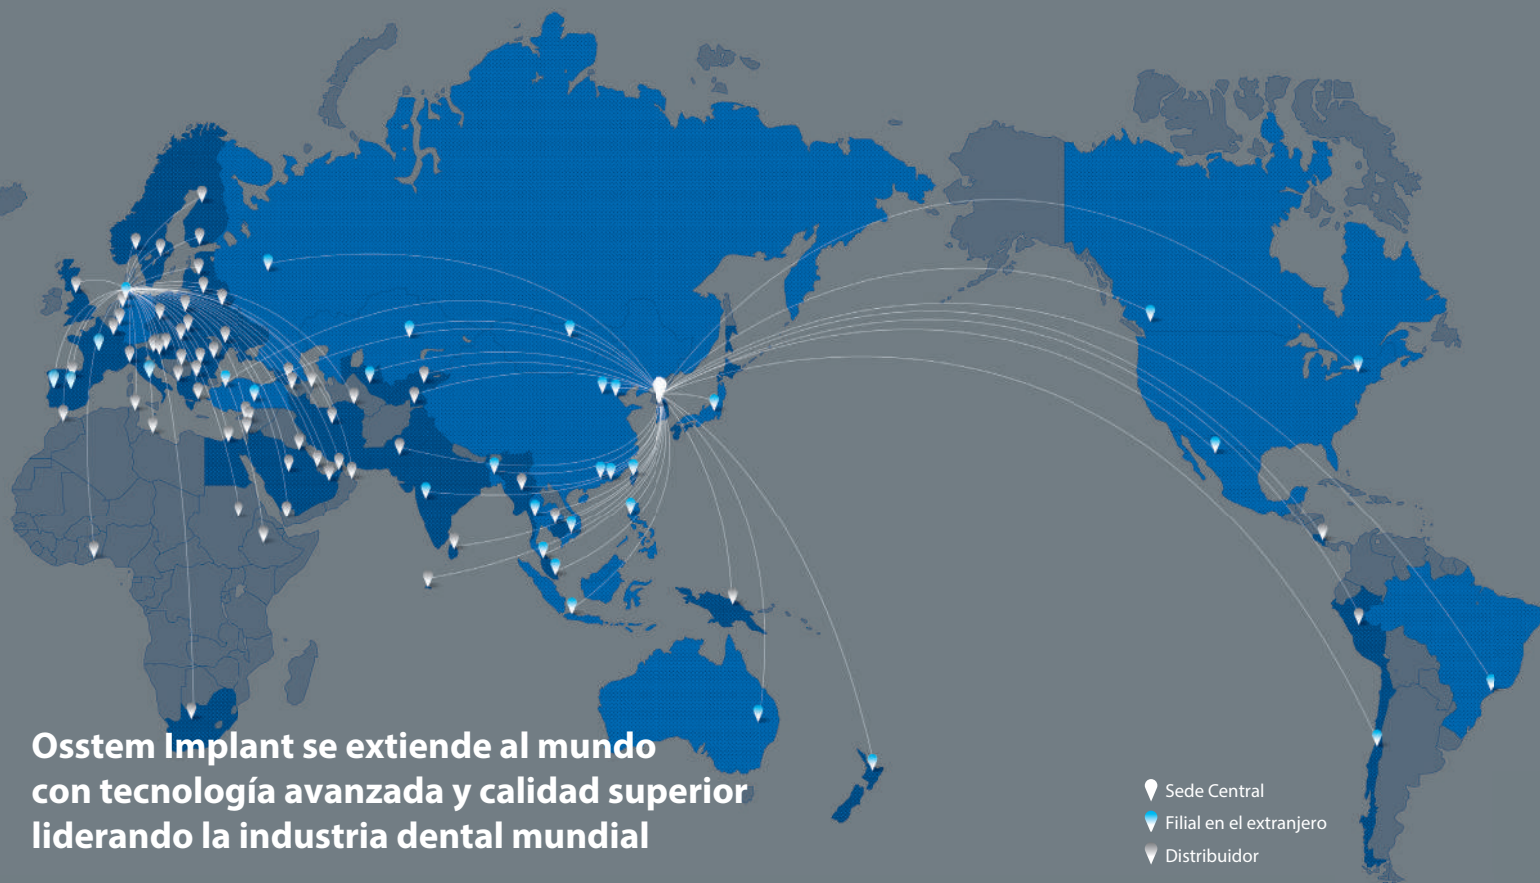 Osstem Implant se extiende al mundo
con tecnología avanzada y calidad superior
liderando la industria dental mundial
Sede Central
Filial en el extranjero
Distribuidor